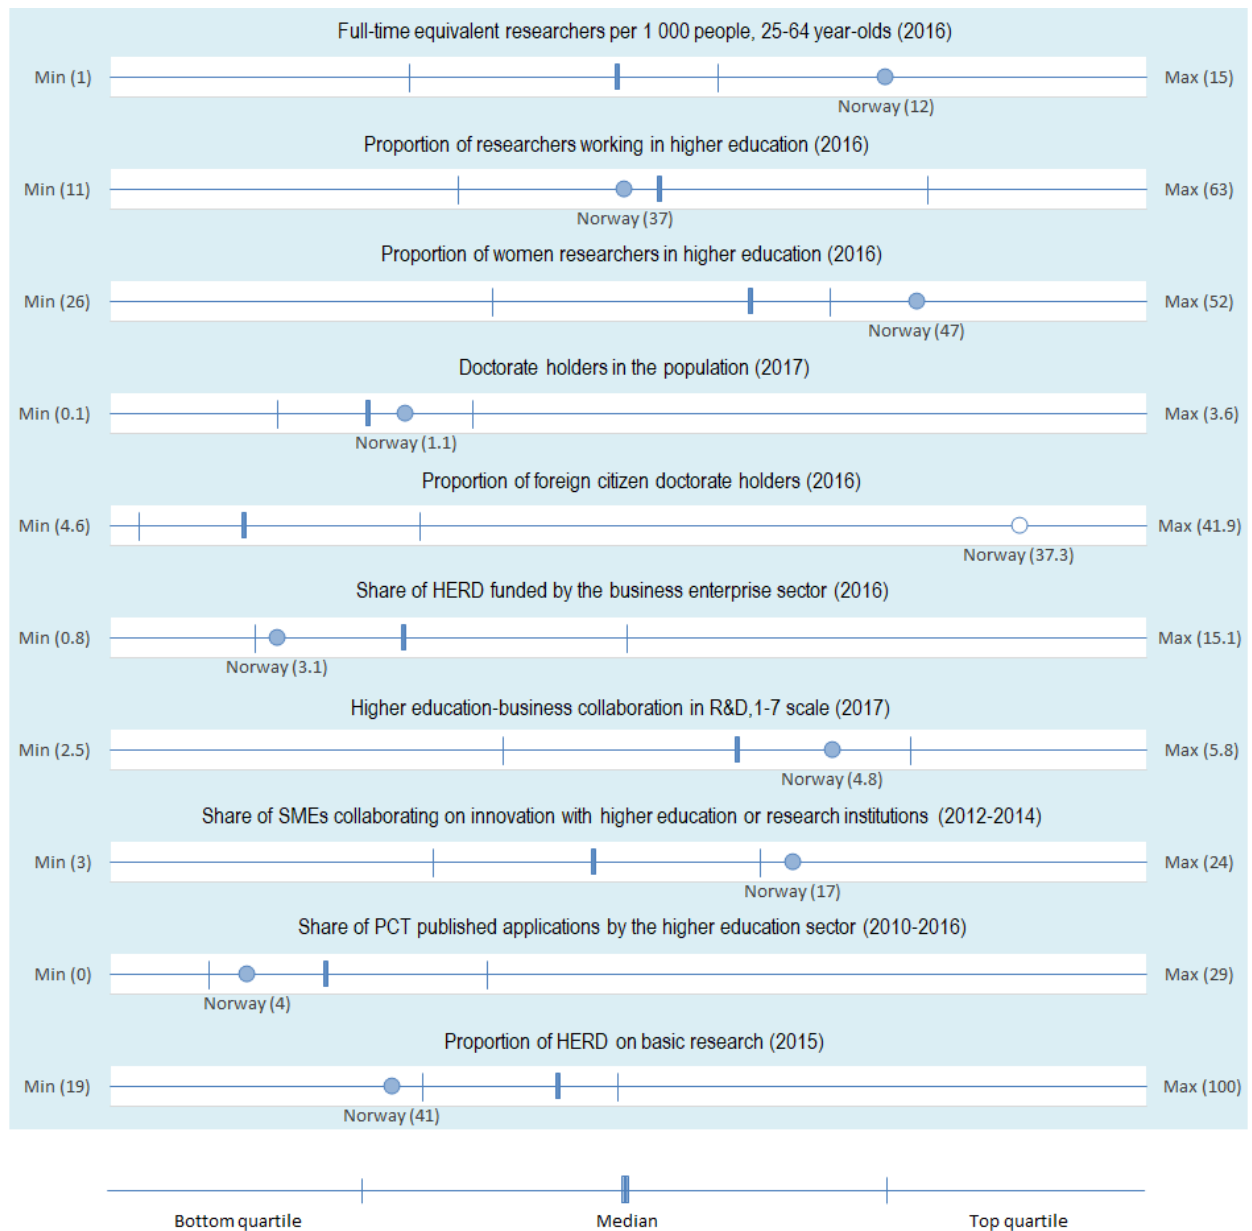 Full-time equivalent researchers per 1 000 people, 25-64 year-olds (2016)
Min (1)
Max (15)
Norway (12)
Proportion of researchers working in higher education (2016)
Min (11)
Max (63)
Norway (37)
Proportion of women researchers in higher education (2016)
Min (26)
Max (52)
Norway (47)
Doctorate holders in the population (2017)
Min (0.1)
Max (3.6)
Norway (1.1)
Proportion of foreign citizen doctorate holders (2016)
Min (4.6)
Max (41.9)
Norway (37.3)
Share of HERD funded by the business enterprise sector (2016)
Min (0.8)
Max (15.1)
Norway (3.1)
Higher education-business collaboration in R&D,1-7 scale (2017)
Min (2.5)
Max (5.8)
Norway (4.8)
Share of SMEs collaborating on innovation with higher education or research institutions (2012-2014)
Min (3)
Max (24)
Norway (17)
Share of PCT published applications by the higher education sector (2010-2016)
Min (0)
Max (29)
Norway (4)
Proportion of HERD on basic research (2015)
Min (19)
Max (100)
Norway (41)
Bottom quartile
Median
Top quartile